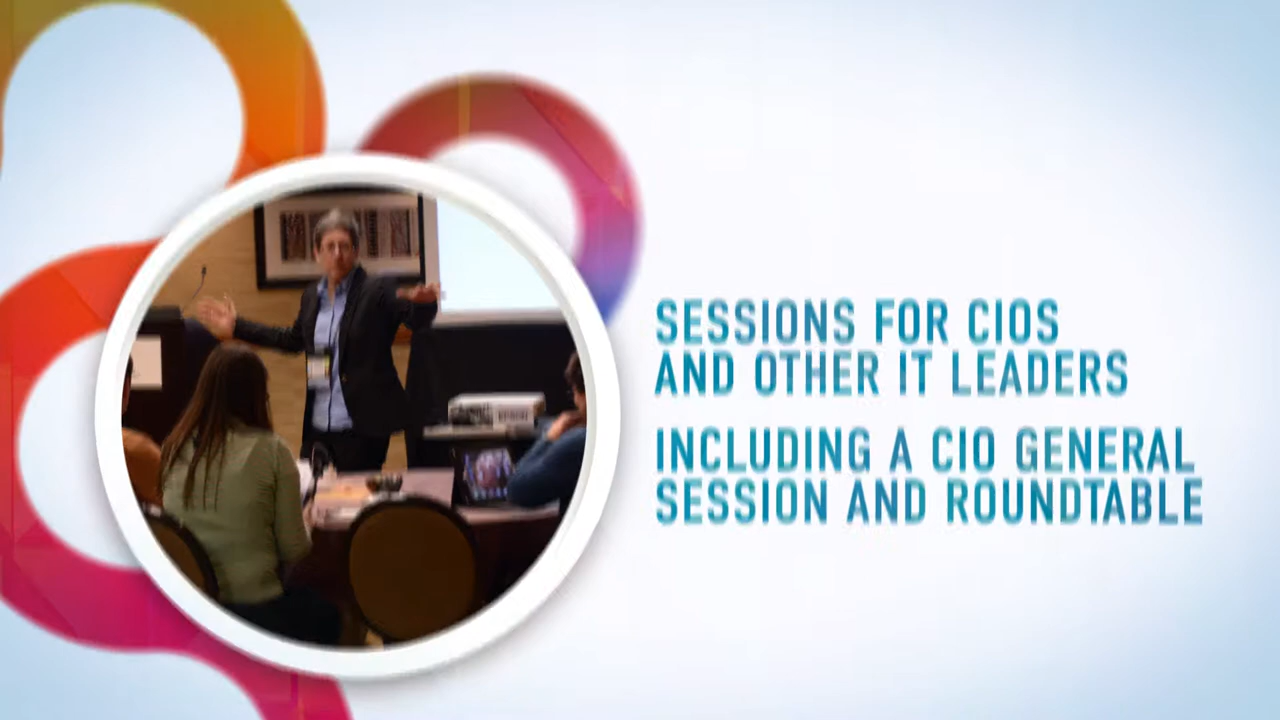 SESSIONS FOR CIOS
AND OTHER IT LEADERS
INCLUDING A CIO GENERAL
SESSION AND ROUNDTABLE